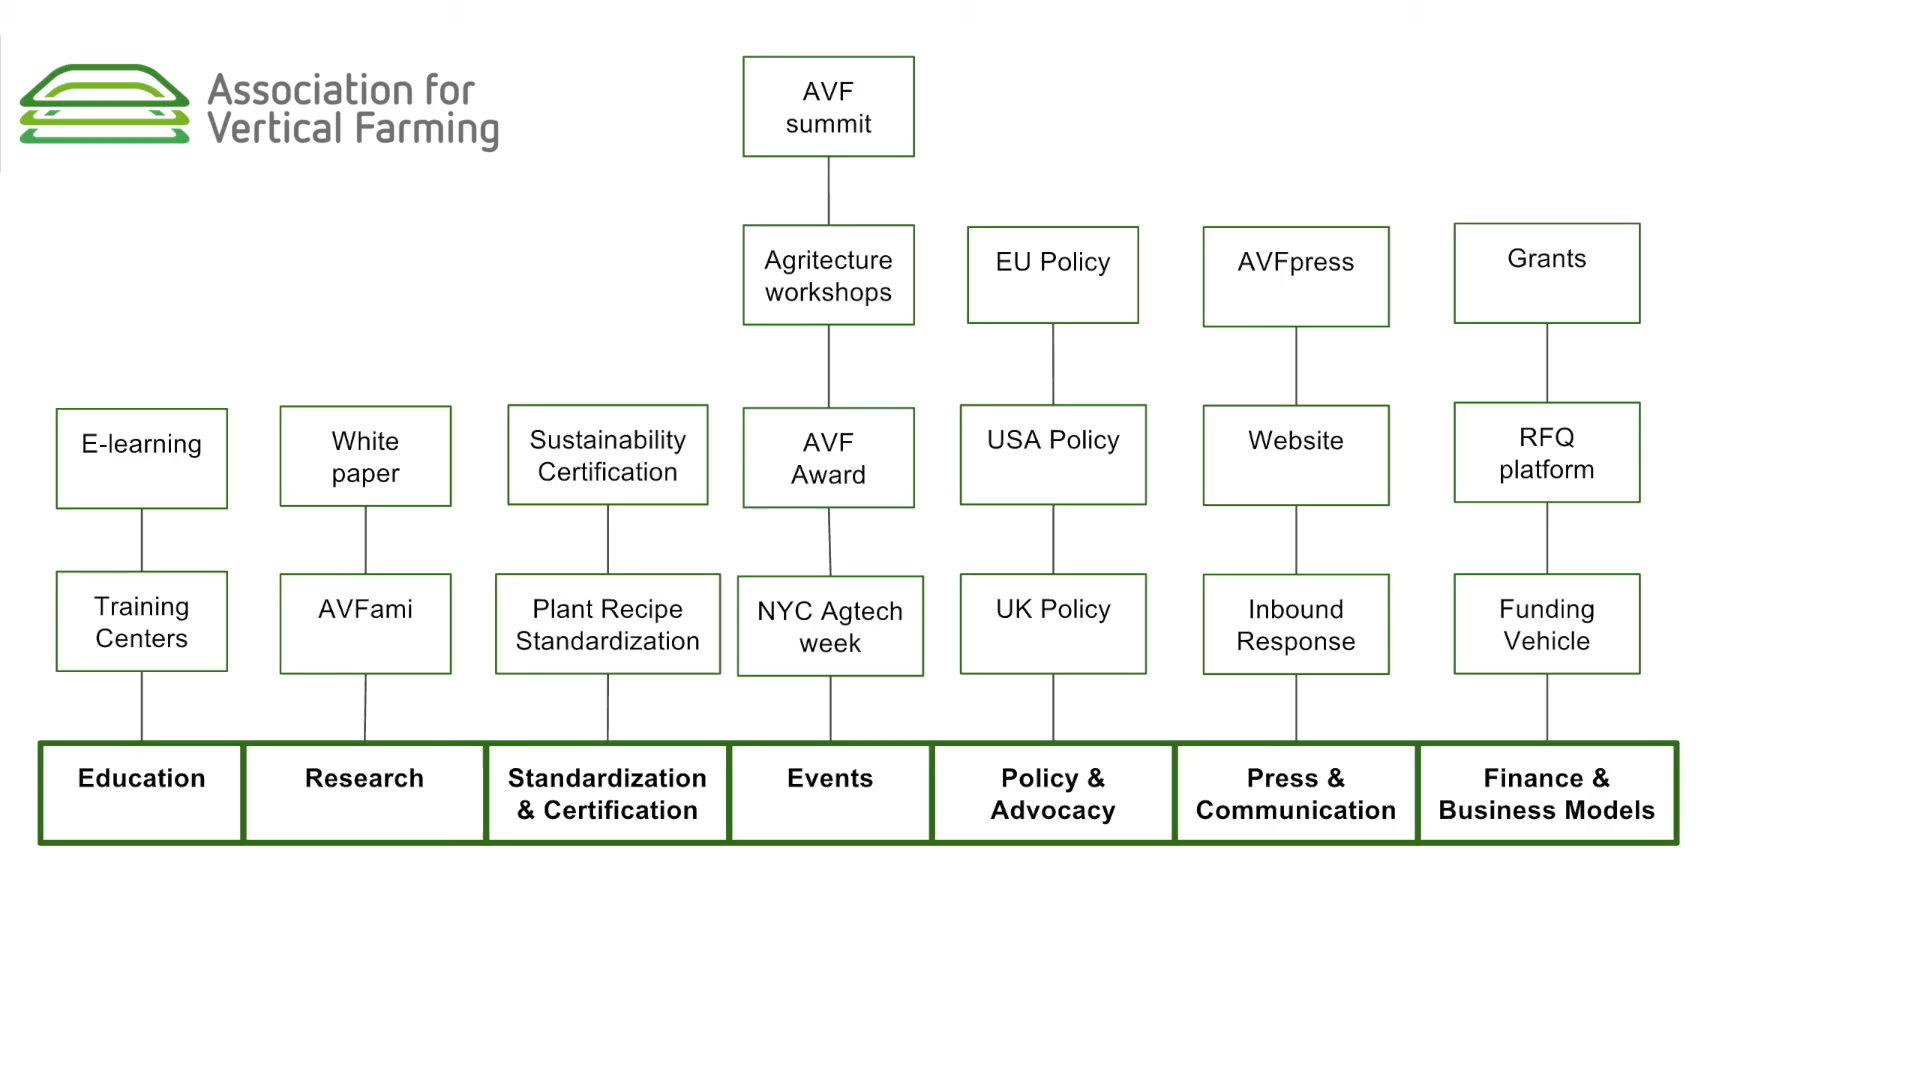 Association for
Vertical Farming
AVF
summit
Agritecture
workshops
EU Policy
AVFpress
Grants
E-learning
White
paper
Sustainability
Certification
AVF
Award
USA Policy
Website
RFQ
platform
Training
Centers
AVFami
Plant Recipe
Standardization
NYC Agtech
week
UK Policy
Inbound
Response
Funding
Vehicle
Education
Research
Standardization
& Certification
Events
Policy &
Advocacy
Press &
Communication
Finance &
Business Models